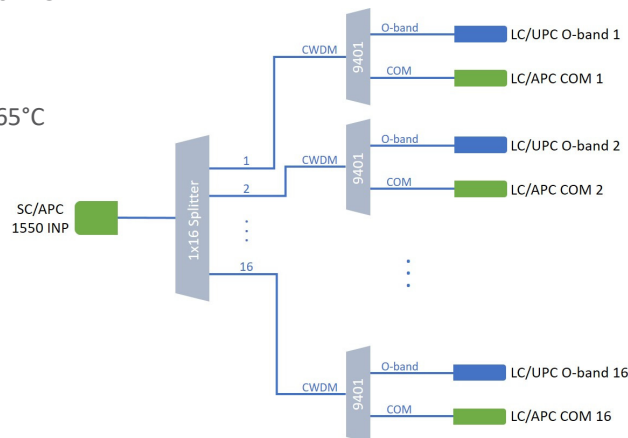 65°C
SC/APC
1550 INP
1x16 Splitter
1
2
16
CWDM
9401
O-band
LC/UPC O-band 1
COM
LC/APC COM 1
CWDM
9401
O-band
LC/UPC O-band 2
COM
LC/APC COM 2
CWDM
9401
O-band
LC/UPC O-band 16
COM
LC/APC COM 16